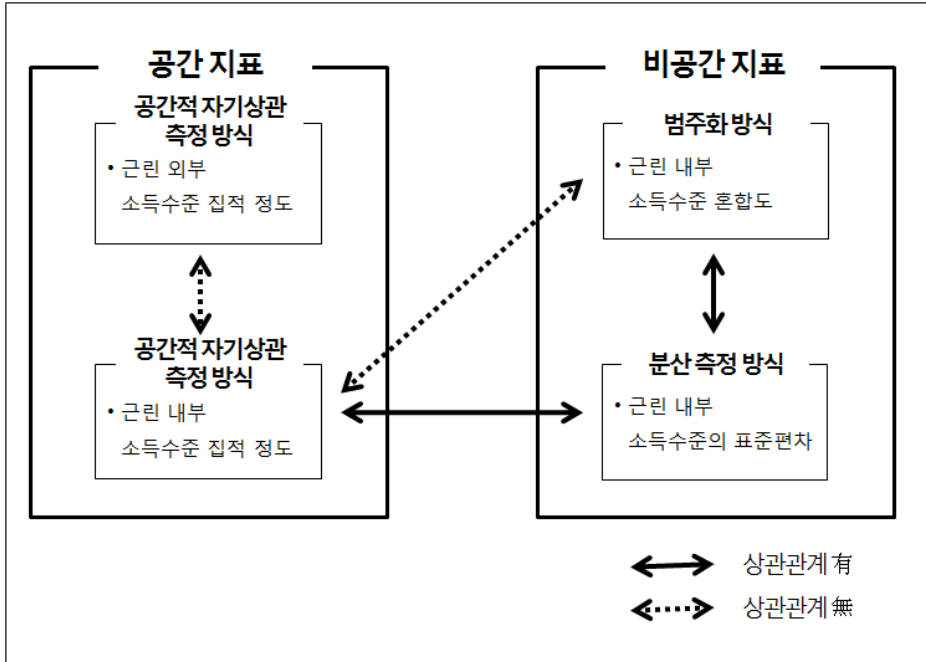 공간 지표
공간적 자기상관
측정 방식
• 근린 외부
소득수준 집적 정도
공간적 자기상관
측정 방식
• 근린 내부
소득수준 집적 정도
비공간 지표
범주화 방식
• 근린 내부
소득수준 혼합도
분산 측정 방식
• 근린 내부
소득수준의 표준편차
상관관계 有
상관관계 無